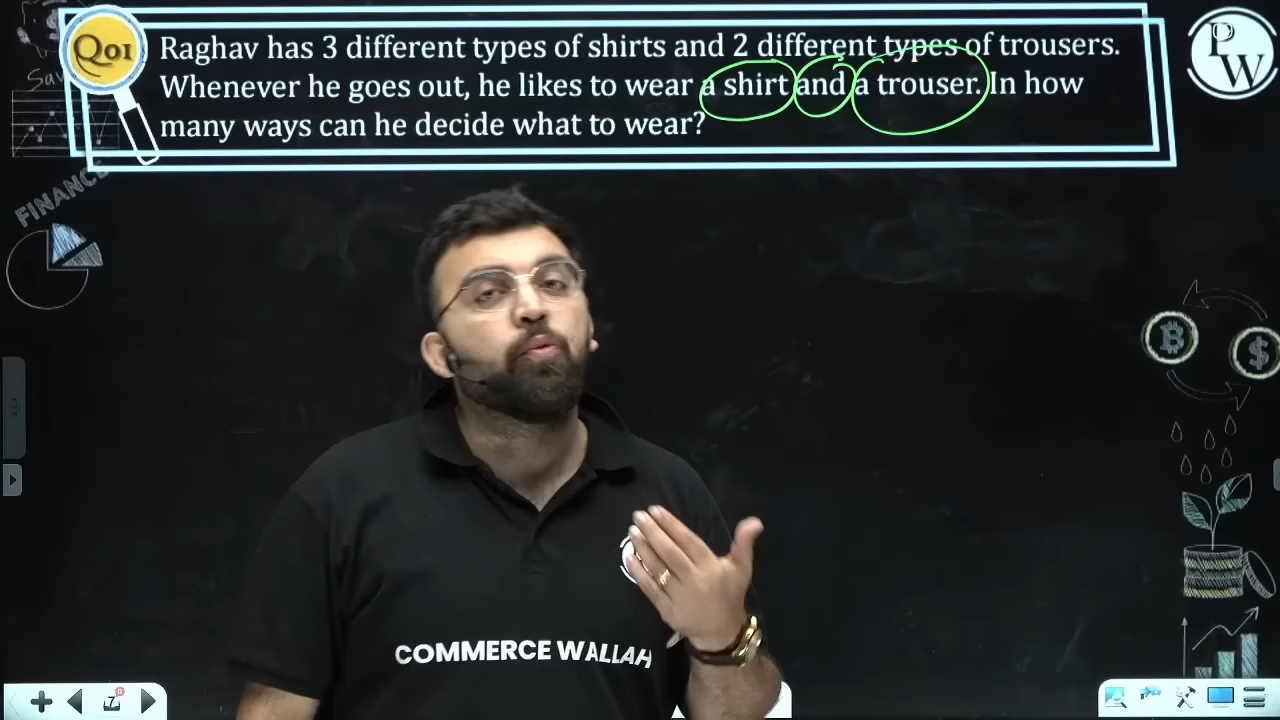 Q01
Raghav has 3 different types of shirts and 2 different types of trousers.
Whenever he goes out, he likes to wear a shirt and a trouser. In how
many ways can he decide what to wear?
PW
FINANCE
COMMERCE WALLAH